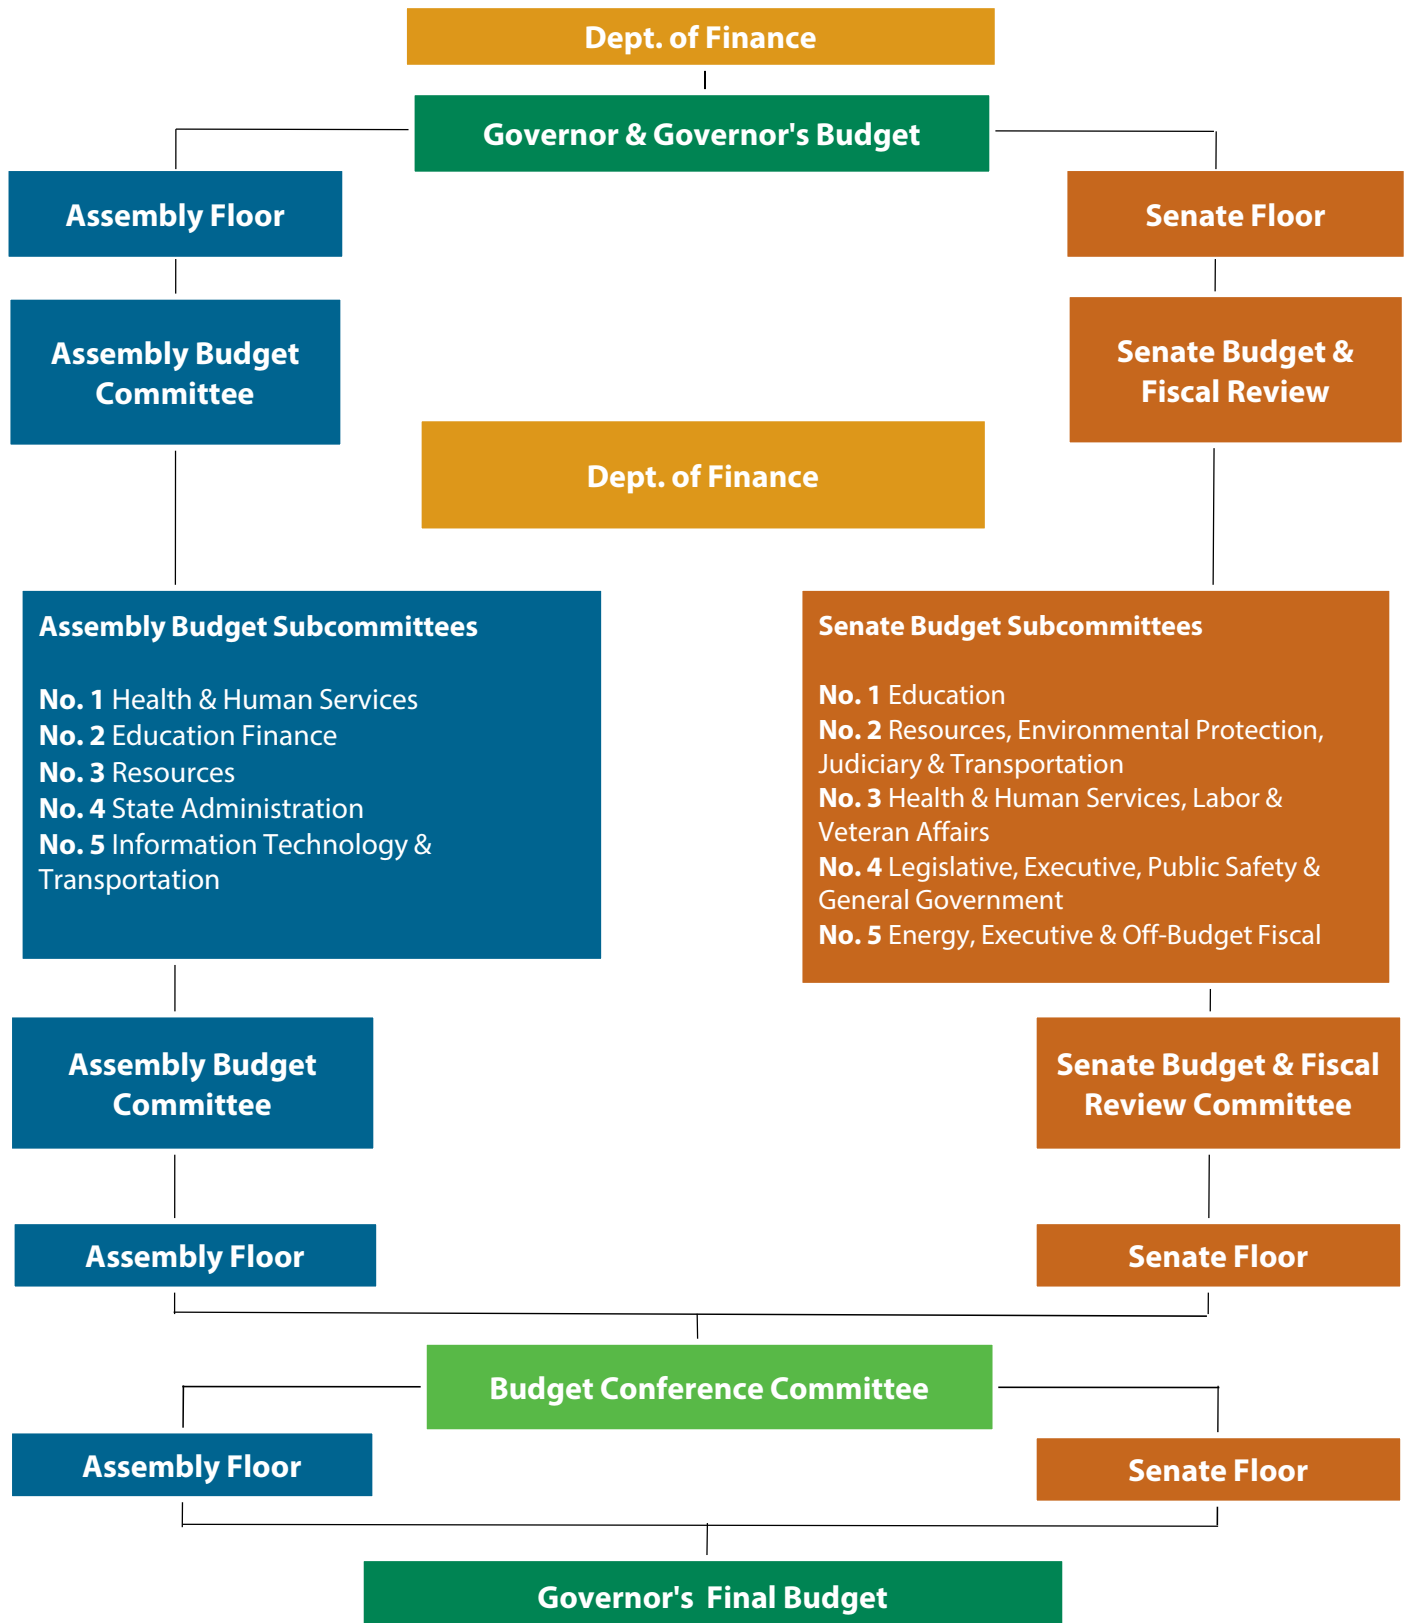 Dept. of Finance
Governor & Governor's Budget
Assembly Floor
Senate Floor
Assembly Budget
Committee
Senate Budget &
Fiscal Review
Dept. of Finance
Assembly Budget Subcommittees
No. 1 Health & Human Services
No. 2 Education Finance
No. 3 Resources
No. 4 State Administration
No. 5 Information Technology &
Transportation
Senate Budget Subcommittees
No. 1 Education
No. 2 Resources, Environmental Protection,
Judiciary & Transportation
No. 3 Health & Human Services, Labor &
Veteran Affairs
No. 4 Legislative, Executive, Public Safety &
General Government
No. 5 Energy, Executive & Off-Budget Fiscal
Assembly Budget
Committee
Senate Budget & Fiscal
Review Committee
Assembly Floor
Senate Floor
Budget Conference Committee
Assembly Floor
Senate Floor
Governor's Final Budget